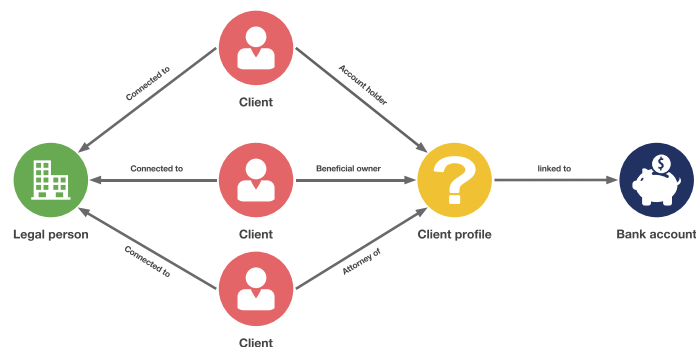 Client
Connected to
Account holder
Connected to
Beneficial owner
linked to
Legal person
Client
Client profile
Bank account
Connected to
Attorney of
Client